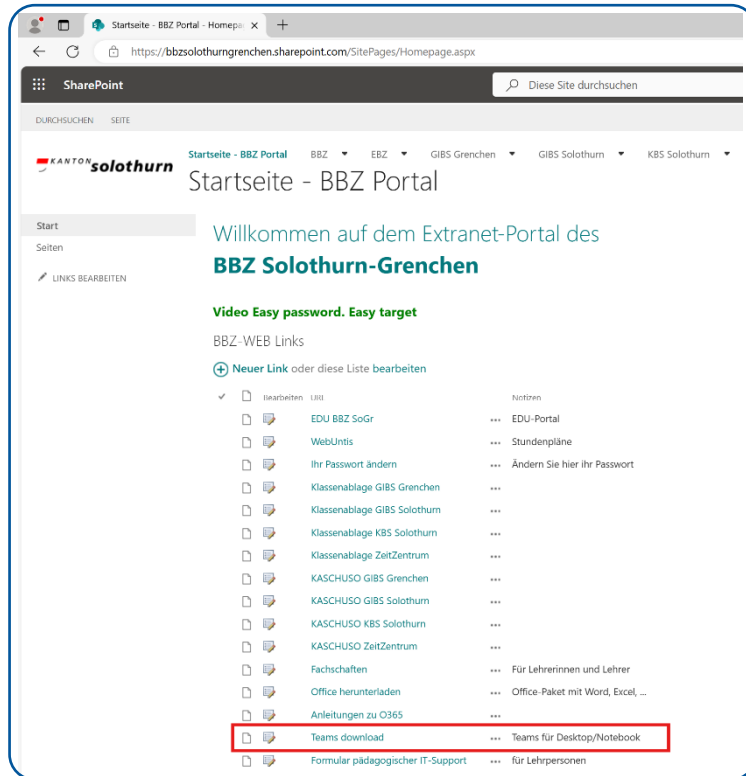 Startseite - BBZ Portal - Homepa
https://bbzsolothurngrenchen.sharepoint.com/SitePages/Homepage.aspx
SharePoint
Diese Site durchsuchen
DURCHSUCHEN SEITE
KANTON solothurn
Startseite - BBZ Portal BBZ EBZ GIBS Grenchen GIBS Solothurn KBS Solothurn
Startseite - BBZ Portal
Start
Seiten
LINKS BEARBEITEN
Willkommen auf dem Extranet-Portal des
BBZ Solothurn-Grenchen
Video Easy password. Easy target
BBZ-WEB Links
Neuer Link oder diese Liste bearbeiten
Bearbeiten URL Notizen
EDU BBZ SoGr ... EDU-Portal
WebUntis ... Stundenpläne
Ihr Passwort ändern ... Ändern Sie hier ihr Passwort
Klassenablage GIBS Grenchen ...
Klassenablage GIBS Solothurn ...
Klassenablage KBS Solothurn ...
Klassenablage ZeitZentrum ...
KASCHUSO GIBS Grenchen ...
KASCHUSO GIBS Solothurn ...
KASCHUSO KBS Solothurn ...
KASCHUSO ZeitZentrum ...
Fachschaften ... Für Lehrerinnen und Lehrer
Office herunterladen ... Office-Paket mit Word, Excel, ...
Anleitungen zu O365 ...
Teams download ... Teams für Desktop/Notebook
Formular pädagogischer IT-Support ... für Lehrpersonen